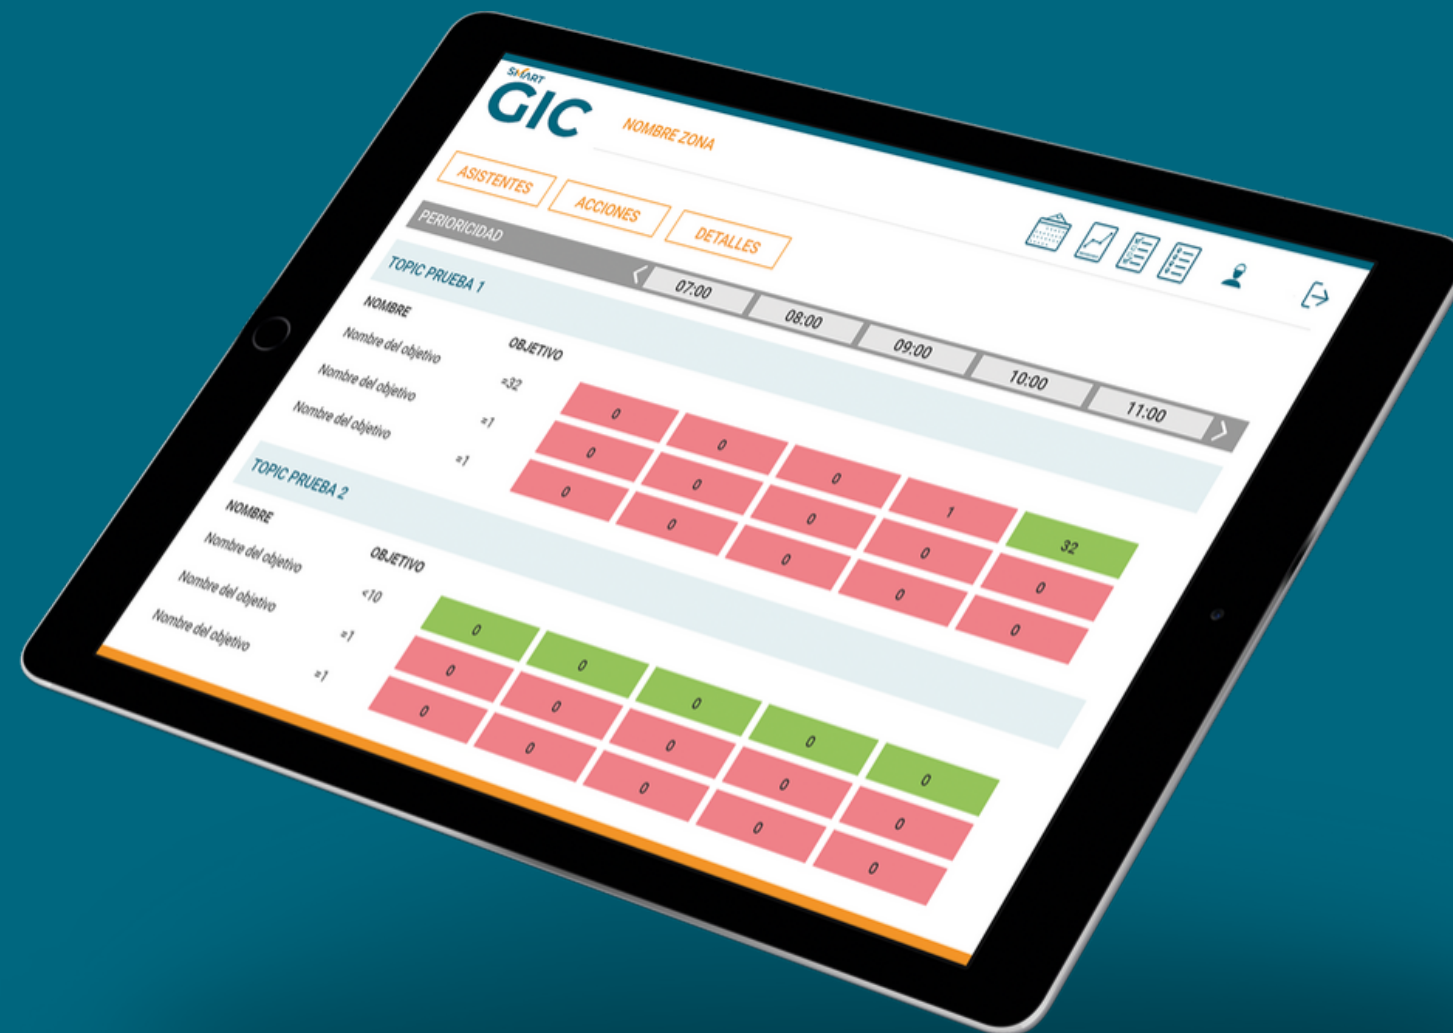 SMART
GIC
NOMBRE ZONA
ASISTENTES
ACCIONES
DETALLES
PERIORICIDAD
07:00
08:00
09:00
10:00
11:00
TOPIC PRUEBA 1
NOMBRE
OBJETIVO
Nombre del objetivo =32 0 0 0 1 32
Nombre del objetivo =1 0 0 0 0 0
Nombre del objetivo =1 0 0 0 0 0
TOPIC PRUEBA 2
NOMBRE
OBJETIVO
Nombre del objetivo <10 0 0 0 0 0
Nombre del objetivo =1 0 0 0 0 0
Nombre del objetivo =1 0 0 0 0 0